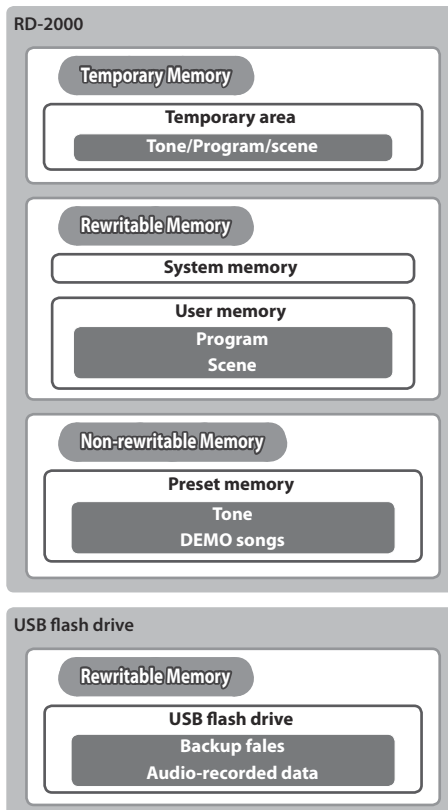 RD-2000
Temporary Memory
Temporary area
Tone/Program/scene
Rewritable Memory
System memory
User memory
Program
Scene
Non-rewritable Memory
Preset memory
Tone
DEMO songs
USB flash drive
Rewritable Memory
USB flash drive
Backup fales
Audio-recorded data